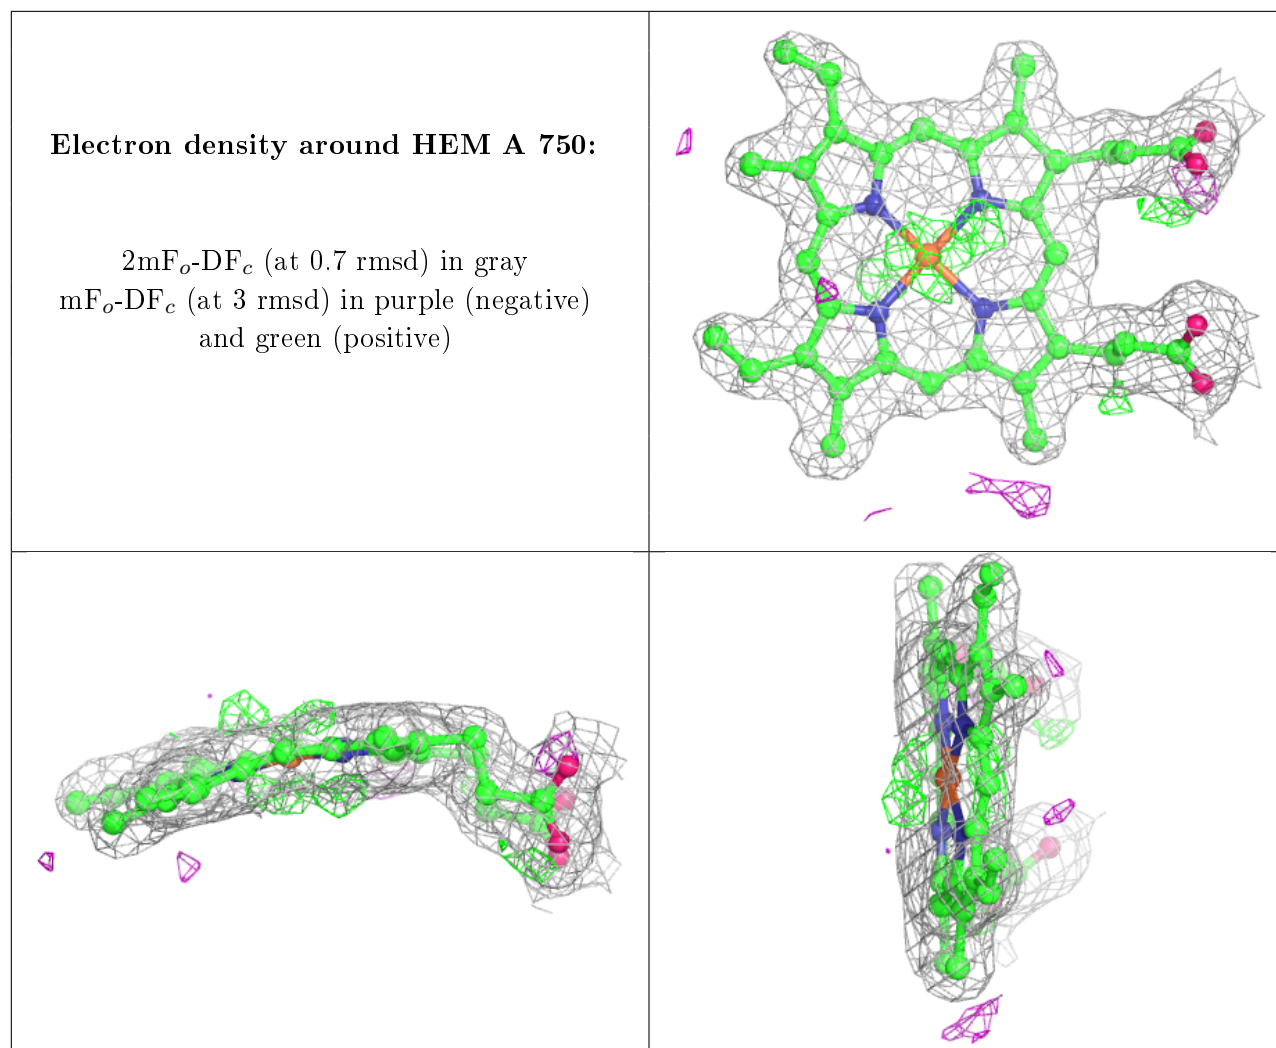 Electron density around HEM A 750:
2mFo-DFc (at 0.7 rmsd) in gray
mFo-DFc (at 3 rmsd) in purple (negative)
and green (positive)